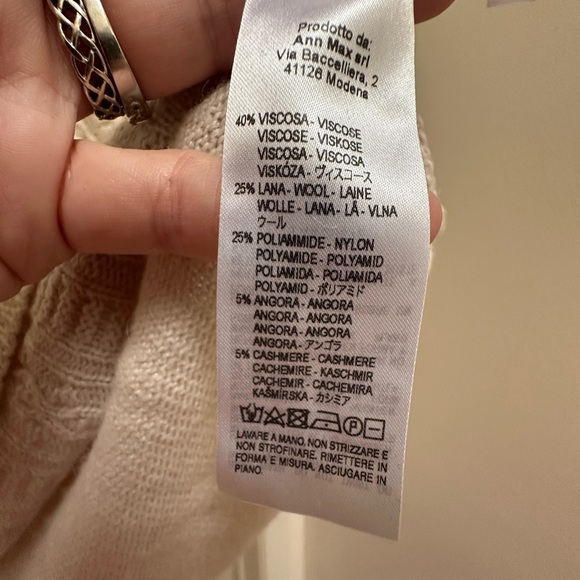 Prodotto da:
Ann Max srl
Via Baccelliera, 2
41126 Modena
40% VISCOSA - VISCOSE
VISCOSE - VISKOSE
VISCOSA - VISCOSA
VISKÓZA - ヴィスコース
25% LANA - WOOL - LAINE
WOLLE - LANA - LÃ - VLNA
ウール
25% POLIAMMIDE - NYLON
POLYAMIDE - POLYAMID
POLIAMIDA - POLIAMIDA
POLYAMID - ポリアミド
5% ANGORA - ANGORA
ANGORA - ANGORA
ANGORA - ANGORA
ANGORA - アンゴラ
5% CASHMERE - CASHMERE
CACHEMIRE - KASCHMIR
CACHEMIR - CACHEMIRA
KAŠMÍRSKA - カシミア
LAVARE A MANO, NON STRIZZARE E
NON STROFINARE. RIMETTERE IN
FORMA E MISURA. ASCIUGARE IN
PIANO.